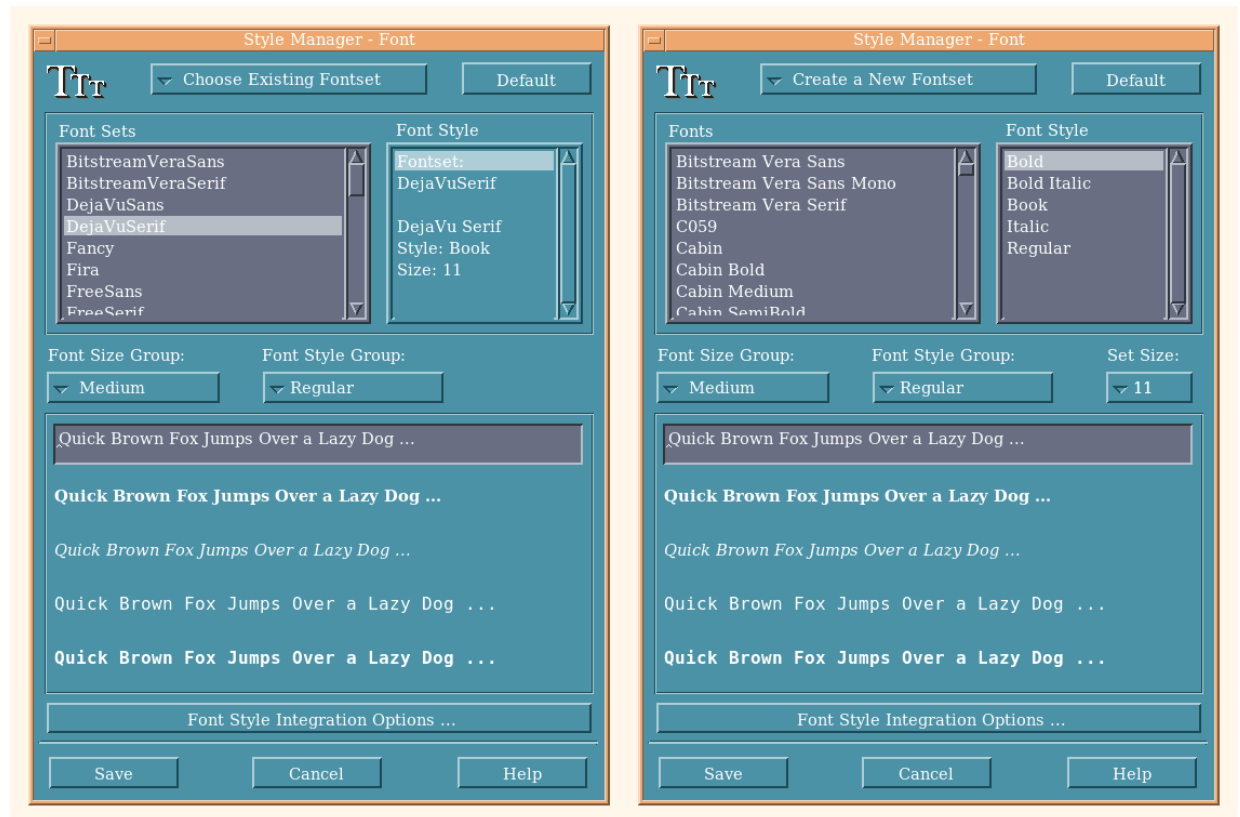 Style Manager - Font
TTT
Choose Existing Fontset
Default
Font Sets
BitstreamVeraSans
BitstreamVeraSerif
DejaVuSans
DejaVuSerif
Fancy
Fira
FreeSans
FreeSerif
Font Style
Fontset:
DejaVuSerif
DejaVu Serif
Style: Book
Size: 11
Font Size Group:
Medium
Font Style Group:
Regular
Quick Brown Fox Jumps Over a Lazy Dog ...
Quick Brown Fox Jumps Over a Lazy Dog ...
Quick Brown Fox Jumps Over a Lazy Dog ...
Quick Brown Fox Jumps Over a Lazy Dog ...
Quick Brown Fox Jumps Over a Lazy Dog ...
Font Style Integration Options ...
Save
Cancel
Help
Style Manager - Font
TTT
Create a New Fontset
Default
Fonts
Bitstream Vera Sans
Bitstream Vera Sans Mono
Bitstream Vera Serif
C059
Cabin
Cabin Bold
Cabin Medium
Cabin SemiBold
Font Style
Bold
Bold Italic
Book
Italic
Regular
Font Size Group:
Medium
Font Style Group:
Regular
Set Size:
11
Quick Brown Fox Jumps Over a Lazy Dog ...
Quick Brown Fox Jumps Over a Lazy Dog ...
Quick Brown Fox Jumps Over a Lazy Dog ...
Quick Brown Fox Jumps Over a Lazy Dog ...
Quick Brown Fox Jumps Over a Lazy Dog ...
Font Style Integration Options ...
Save
Cancel
Help